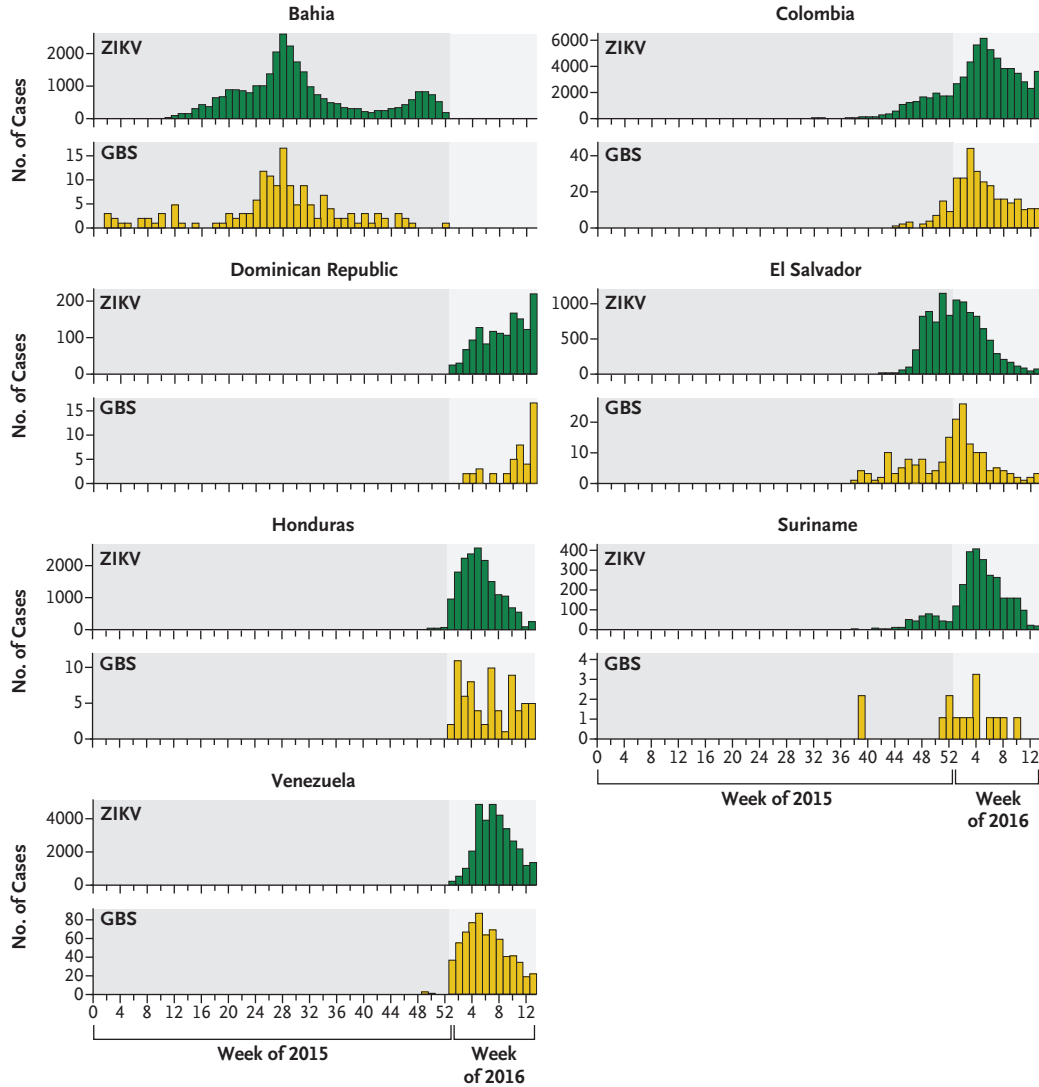 Bahia
No. of Cases
ZIKV
2000
1000
0
GBS
15
10
5
0
Colombia
ZIKV
6000
4000
2000
0
GBS
40
20
0
Dominican Republic
No. of Cases
ZIKV
200
100
0
GBS
15
10
5
0
El Salvador
ZIKV
1000
500
0
GBS
20
10
0
Honduras
No. of Cases
ZIKV
2000
1000
0
GBS
10
5
0
Suriname
ZIKV
400
300
200
100
0
GBS
4
3
2
1
0
0 4 8 12 16 20 24 28 32 36 40 44 48 52 4 8 12
Week of 2015
Week
of 2016
Venezuela
No. of Cases
ZIKV
4000
2000
0
GBS
80
60
40
20
0
0 4 8 12 16 20 24 28 32 36 40 44 48 52 4 8 12
Week of 2015
Week
of 2016